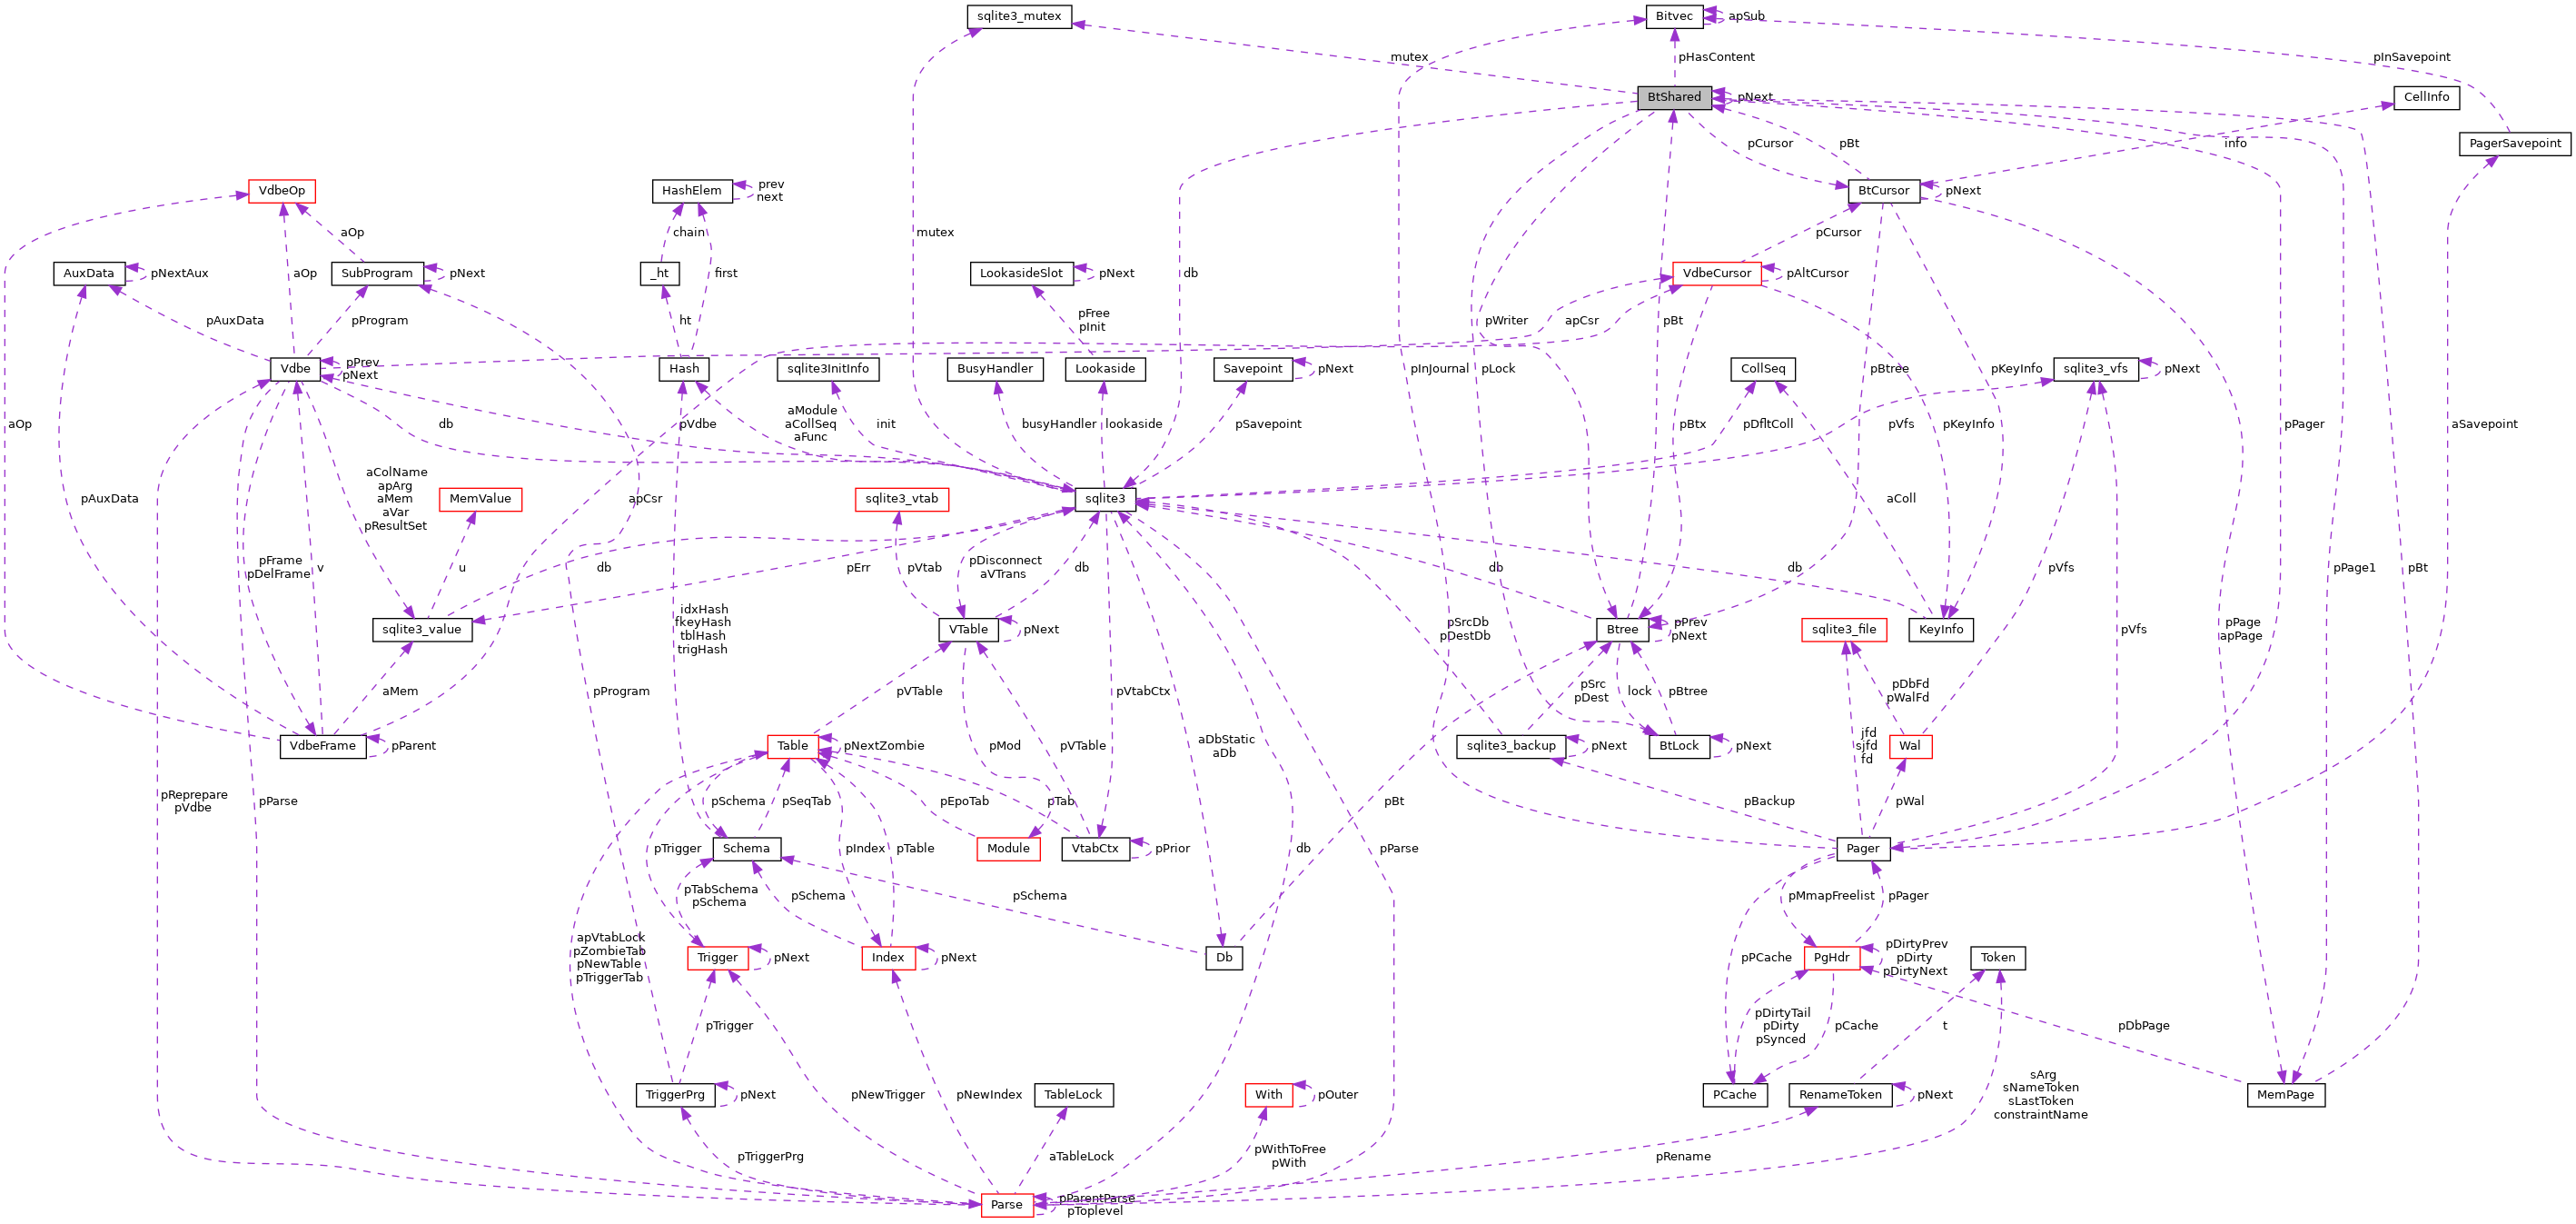 sqlite3_mutex
Bitvec
apSub
mutex
pHasContent
pInSavepoint
BtShared
pNext
CellInfo
pCursor
pBt
info
PagerSavepoint
VdbeOp
HashElem
prev
next
BtCursor
pNext
aOp
chain
mutex
pCursor
AuxData
pNextAux
aOp
SubProgram
pNext
_ht
first
LookasideSlot
pNext
db
VdbeCursor
pAltCursor
pAuxData
pProgram
ht
pFree
pInit
pWriter
apCsr
pBt
Vdbe
pPrev
pNext
Hash
sqlite3InitInfo
BusyHandler
Lookaside
Savepoint
pNext
pInJournal
pLock
CollSeq
pBtree
pKeyInfo
sqlite3_vfs
pNext
aOp
db
pVdbe
aModule
aCollSeq
aFunc
init
busyHandler
lookaside
pSavepoint
pBtx
pDfltColl
pVfs
pKeyInfo
pPager
aSavepoint
pAuxData
aColName
apArg
aMem
aVar
pResultSet
MemValue
apCsr
sqlite3_vtab
sqlite3
aColl
pFrame
pDelFrame
v
u
db
pErr
pVtab
pDisconnect
aVTrans
db
db
db
pVfs
pPage1
pBt
sqlite3_value
idxHash
fkeyHash
tblHash
trigHash
VTable
pNext
pSrcDb
pDestDb
Btree
pPrev
pNext
sqlite3_file
KeyInfo
pVfs
pPage
apPage
aMem
pProgram
pVTable
pVtabCtx
pSrc
pDest
lock
pBtree
pDbFd
pWalFd
VdbeFrame
pParent
Table
pNextZombie
pMod
pVTable
aDbStatic
aDb
sqlite3_backup
pNext
BtLock
pNext
jfd
sjfd
fd
Wal
pReprepare
pVdbe
pParse
pSchema
pSeqTab
pEpoTab
pTab
pBt
pBackup
pWal
pTrigger
Schema
pIndex
pTable
Module
VtabCtx
pPrior
db
pParse
Pager
pTabSchema
pSchema
pSchema
pSchema
pMmapFreelist
pPager
apVtabLock
pZombieTab
pNewTable
pTriggerTab
Trigger
pNext
Index
pNext
Db
pPCache
PgHdr
pDirtyPrev
pDirty
pDirtyNext
Token
pTrigger
pDirtyTail
pDirty
pSynced
pCache
t
pDbPage
TriggerPrg
pNext
pNewTrigger
pNewIndex
TableLock
With
pOuter
PCache
RenameToken
pNext
sArg
sNameToken
sLastToken
constraintName
MemPage
pTriggerPrg
aTableLock
pWithToFree
pWith
pRename
Parse
pParentParse
pToplevel